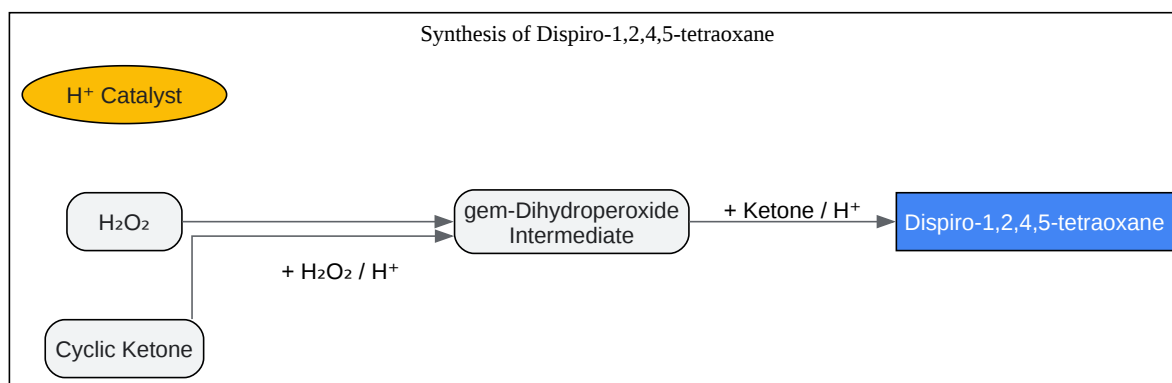 Synthesis of Dispiro-1,2,4,5-tetraoxane
H⁺ Catalyst
H₂O₂
gem-Dihydroperoxide
Intermediate
+ Ketone / H⁺
Dispiro-1,2,4,5-tetraoxane
+ H₂O₂ / H⁺
Cyclic Ketone